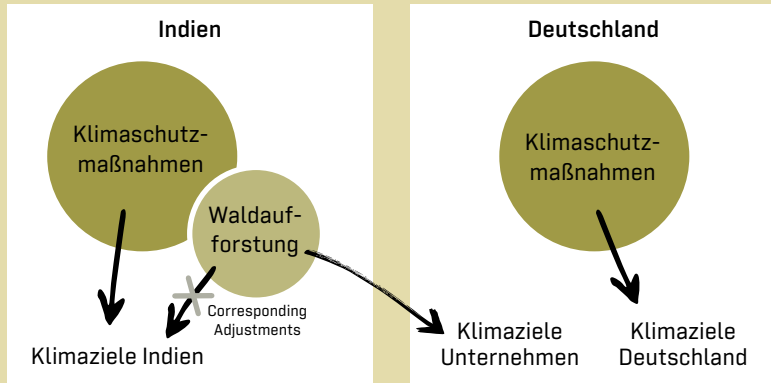 Indien
Klimaschutz-
maßnahmen
Waldauf-
forstung
Corresponding
Adjustments
Klimaziele Indien
Deutschland
Klimaschutz-
maßnahmen
Klimaziele
Unternehmen
Klimaziele
Deutschland